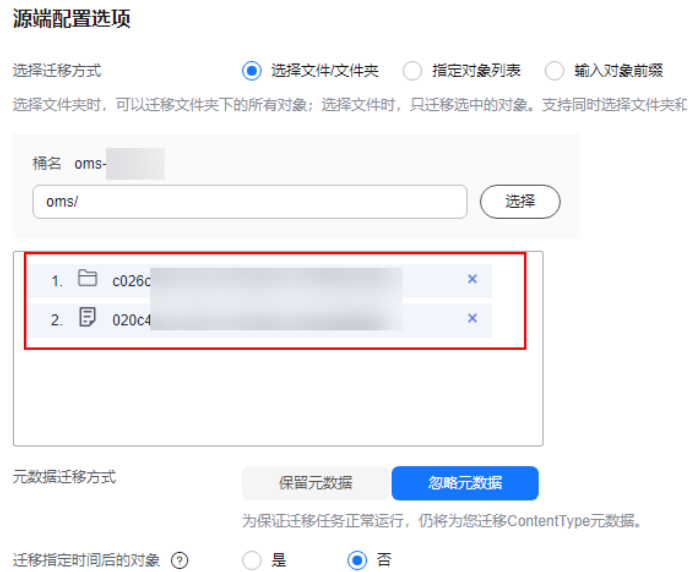 源端配置选项
选择迁移方式 选择文件/文件夹 指定对象列表 输入对象前缀
选择文件夹时，可以迁移文件夹下的所有对象；选择文件时，只迁移选中的对象。支持同时选择文件夹和
桶名 oms-
oms/ 选择
1. c026c
2. 020c4
元数据迁移方式 保留元数据 忽略元数据
为保证迁移任务正常运行，仍将为您迁移ContentType元数据。
迁移指定时间后的对象 ? 是 否